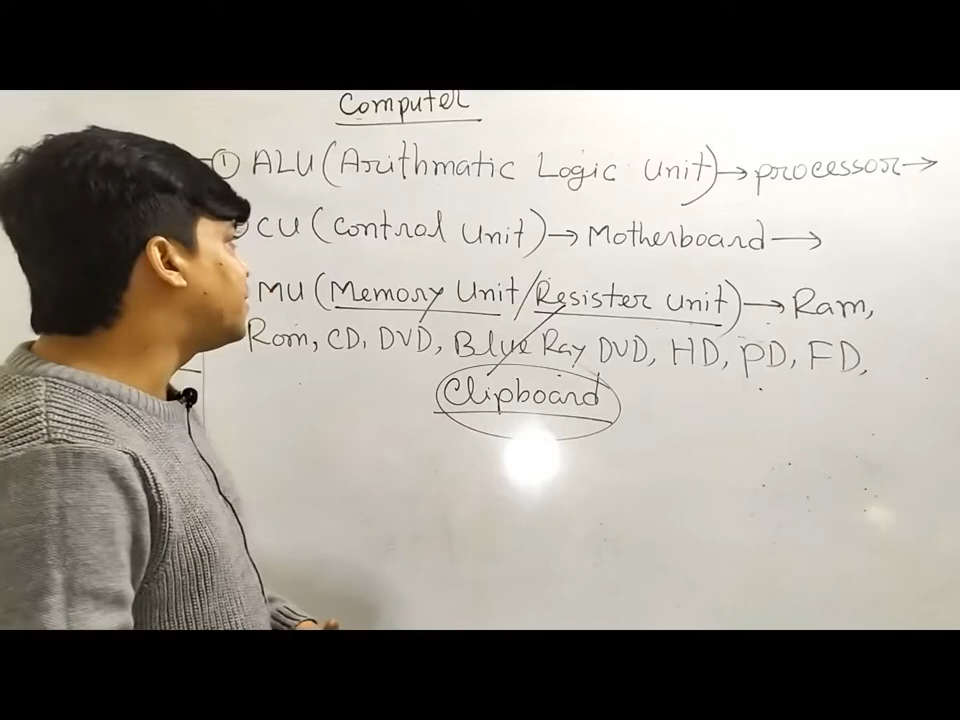 Computer
① ALU (Arithmatic Logic Unit) → processor →
CU (Control Unit) → Motherboard →
MU (Memory Unit / Resister Unit) → Ram,
Rom, CD, DVD, Blue Ray DVD, HD, PD, FD,
Clipboard